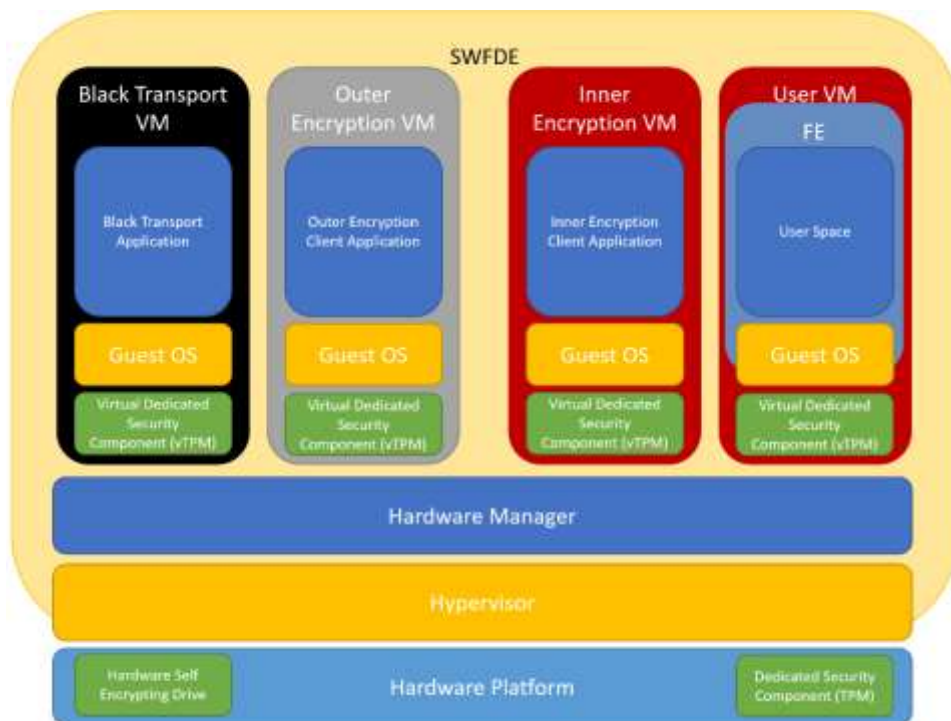 SWFDE
Black Transport
VM
Outer
Encryption VM
Inner
Encryption VM
User VM
FE
Black Transport
Application
Outer Encryption
Client Application
Inner Encryption
Client Application
User Space
Guest OS
Guest OS
Guest OS
Guest OS
Virtual Dedicated
Security
Component (vTPM)
Virtual Dedicated
Security
Component (vTPM)
Virtual Dedicated
Security
Component (vTPM)
Virtual Dedicated
Security
Component (vTPM)
Hardware Manager
Hypervisor
Hardware Self
Encrypting Drive
Hardware Platform
Dedicated Security
Component (TPM)